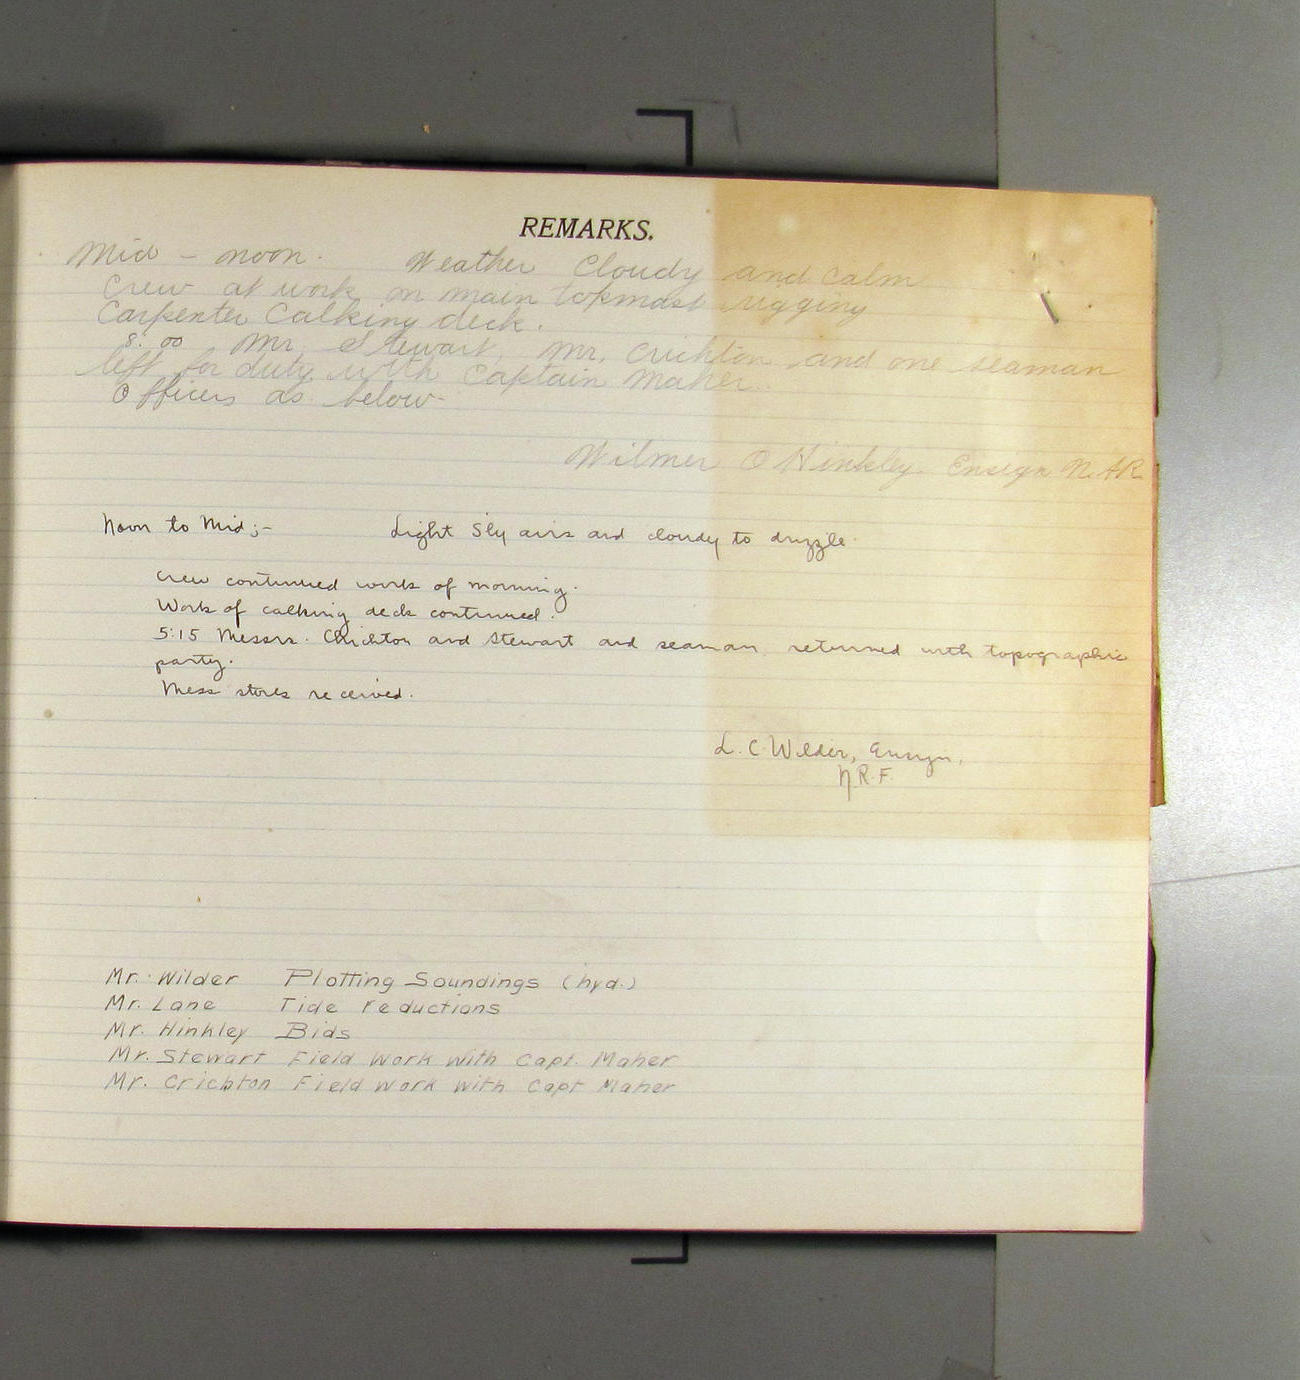 REMARKS.
Mid - noon. Weather Cloudy and calm
Crew at work on main topmast rigging
Carpenter Calking deck.
8:00 Mr. Stewart, Mr. Crichton and one seaman
left for duty with Captain Maher.
Officers as below-
Wilmer O Hinkley. Ensign N.R.
Noon to Mid;- Light S'ly airs and cloudy to drizzle.
Crew continued work of morning.
Work of calking deck continued.
5:15 Messrs. Crichton and Stewart and seaman returned with topographic
party.
Mess stores received.
L. C. Wilder, Ensign,
N.R.F.
Mr. Wilder Plotting Soundings (hyd.)
Mr. Lane Tide reductions
Mr. Hinkley Bids
Mr. Stewart Field Work with Capt. Maher
Mr. Crichton Field Work with Capt Maher